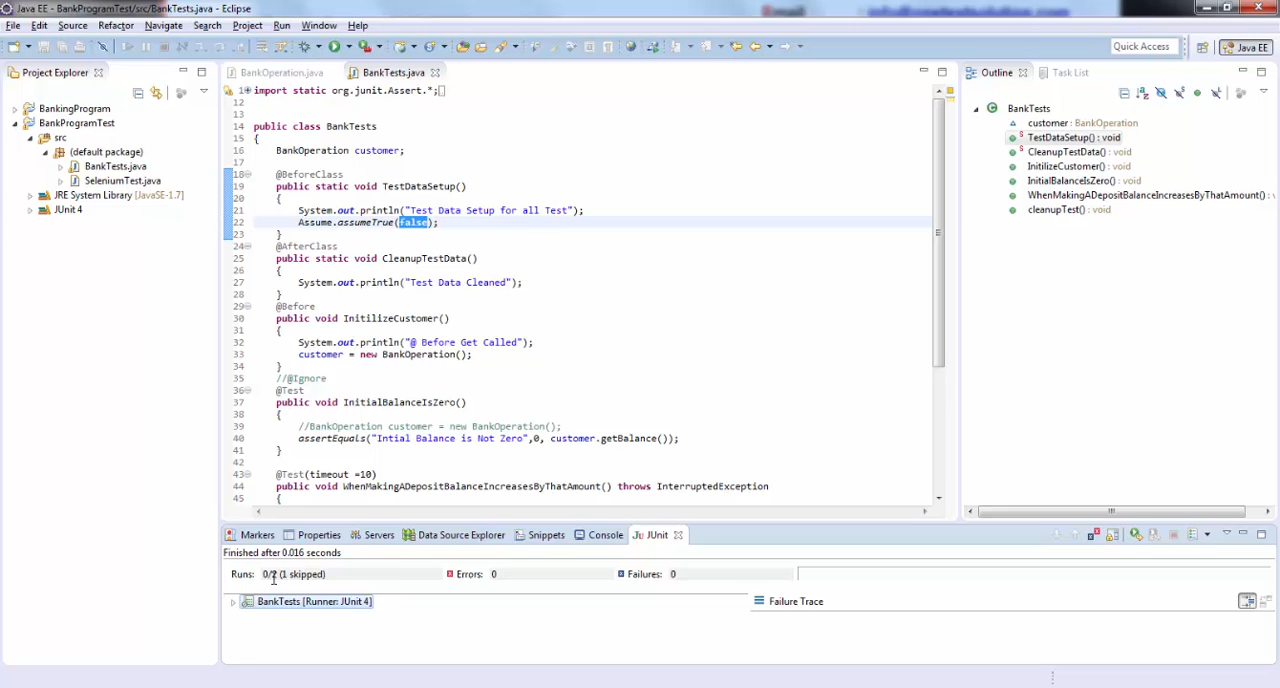 Java EE - BankProgramTest/src/BankTests.java - Eclipse
File Edit Source Refactor Navigate Search Project Run Window Help
Quick Access
Java EE
Project Explorer
BankOperation.java
BankTests.java
Outline
Task List
BankingProgram
BankProgramTest
src
(default package)
BankTests.java
SeleniumTest.java
JRE System Library [JavaSE-1.7]
JUnit 4
1 import static org.junit.Assert.*;
12
13
14 public class BankTests
15 {
16 BankOperation customer;
17
18 @BeforeClass
19 public static void TestDataSetup()
20 {
21 System.out.println("Test Data Setup for all Test");
22 Assume.assumeTrue(false);
23 }
24 @AfterClass
25 public static void CleanupTestData()
26 {
27 System.out.println("Test Data Cleaned");
28 }
29 @Before
30 public void InitilizeCustomer()
31 {
32 System.out.println("@ Before Get Called");
33 customer = new BankOperation();
34 }
35 //@Ignore
36 @Test
37 public void InitialBalanceIsZero()
38 {
39 //BankOperation customer = new BankOperation();
40 assertEquals("Intial Balance is Not Zero",0, customer.getBalance());
41 }
42
43 @Test(timeout =10)
44 public void WhenMakingADepositBalanceIncreasesByThatAmount() throws InterruptedException
45 {
BankTests
customer : BankOperation
TestDataSetup() : void
CleanupTestData() : void
InitilizeCustomer() : void
InitialBalanceIsZero() : void
WhenMakingADepositBalanceIncreasesByThatAmount() :
cleanupTest() : void
Markers Properties Servers Data Source Explorer Snippets Console JUnit
Finished after 0.016 seconds
Runs: 0/2 (1 skipped) Errors: 0 Failures: 0
BankTests [Runner: JUnit 4]
Failure Trace